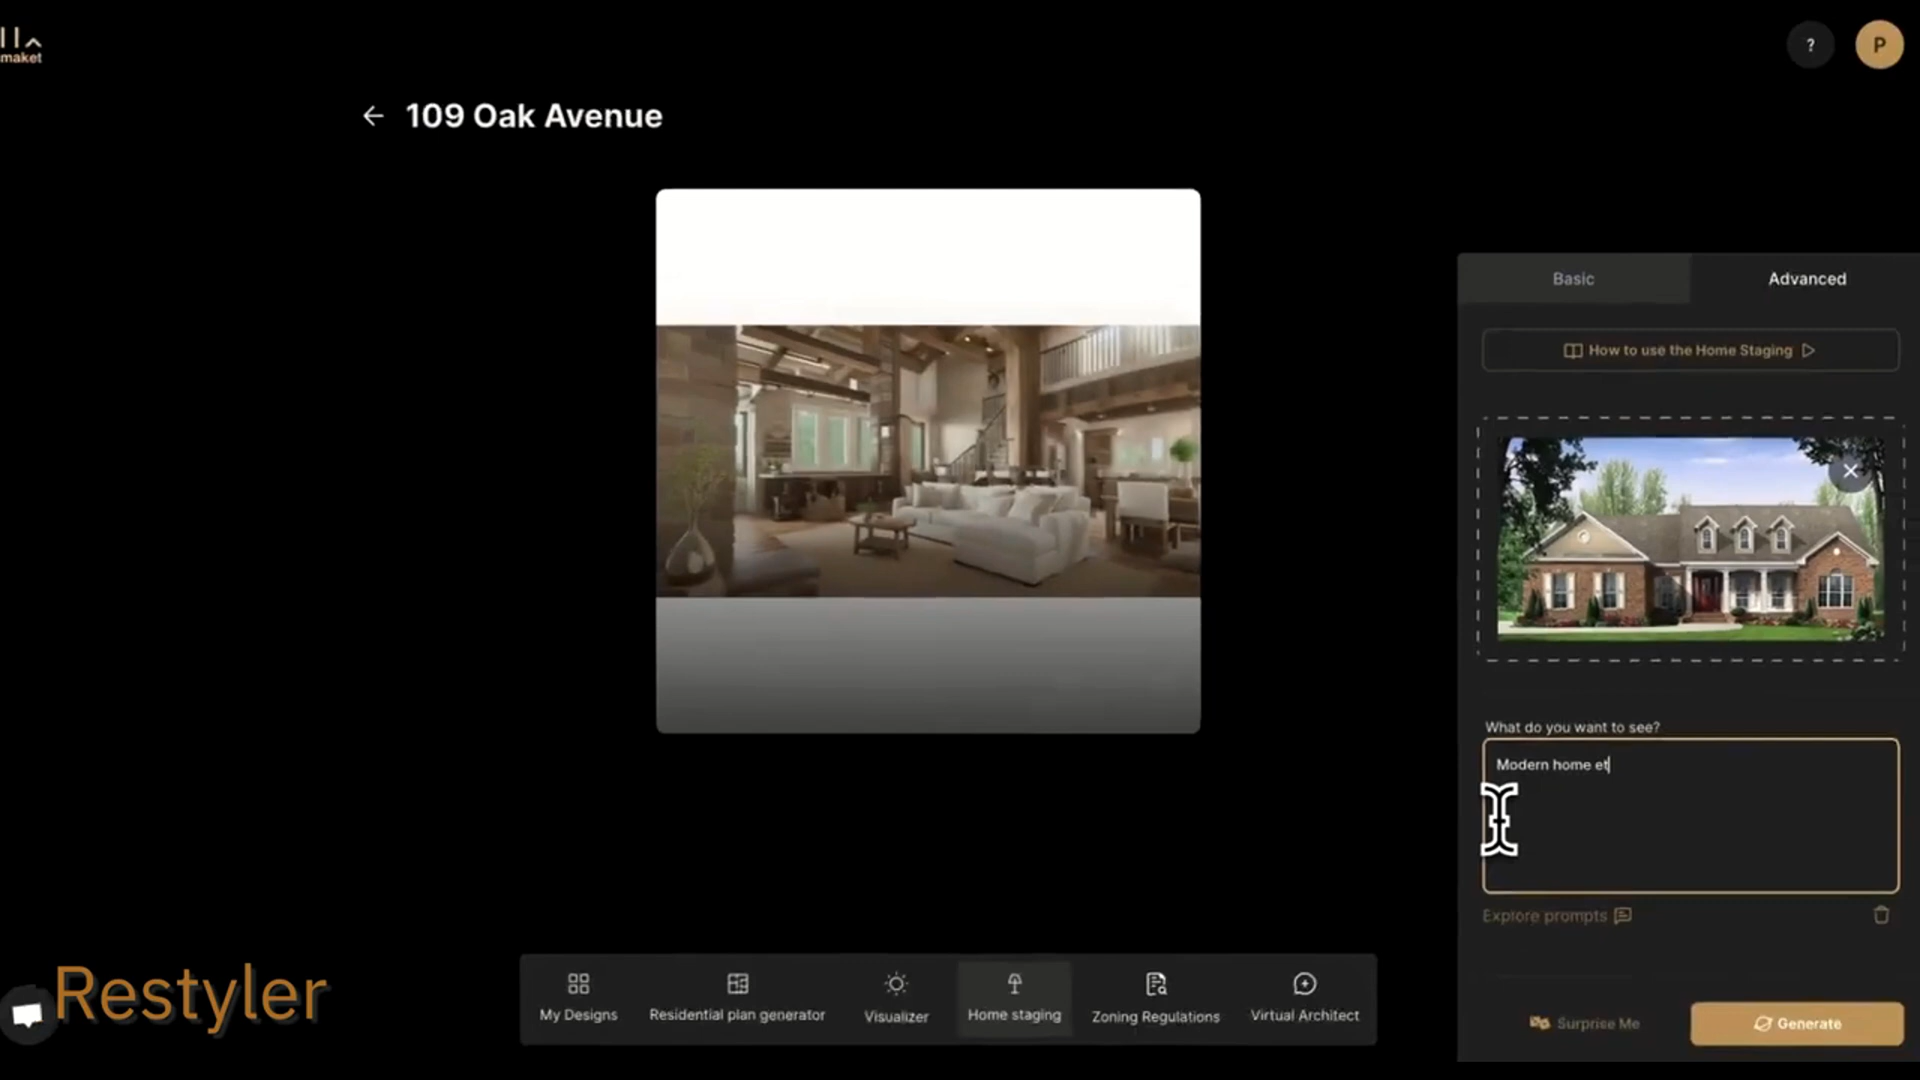 maket
?
P
109 Oak Avenue
Basic
Advanced
How to use the Home Staging
What do you want to see?
Modern home et
Explore prompts
Surprise Me
Generate
Restyler
My Designs
Residential plan generator
Visualizer
Home staging
Zoning Regulations
Virtual Architect